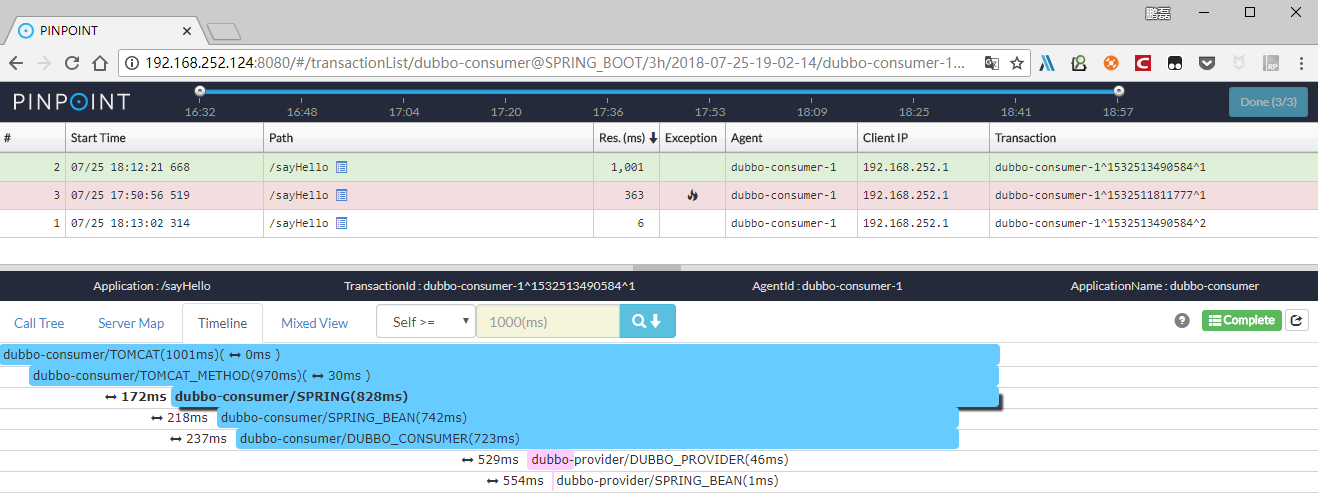 鹏磊
PINPOINT
192.168.252.124:8080/#/transactionList/dubbo-consumer@SPRING_BOOT/3h/2018-07-25-19-02-14/dubbo-consumer-1...
PINPOINT
16:32 16:48 17:04 17:20 17:36 17:53 18:09 18:25 18:41 18:57
Done (3/3)
# Start Time Path Res. (ms) Exception Agent Client IP Transaction
2 07/25 18:12:21 668 /sayHello 1,001 dubbo-consumer-1 192.168.252.1 dubbo-consumer-1^1532513490584^1
3 07/25 17:50:56 519 /sayHello 363 dubbo-consumer-1 192.168.252.1 dubbo-consumer-1^1532511811777^1
1 07/25 18:13:02 314 /sayHello 6 dubbo-consumer-1 192.168.252.1 dubbo-consumer-1^1532513490584^2
Application : /sayHello TransactionId : dubbo-consumer-1^1532513490584^1 AgentId : dubbo-consumer-1 ApplicationName : dubbo-consumer
Call Tree Server Map Timeline Mixed View Self >= 1000(ms) Complete
dubbo-consumer/TOMCAT(1001ms)( ↔ 0ms )
dubbo-consumer/TOMCAT_METHOD(970ms)( ↔ 30ms )
↔ 172ms dubbo-consumer/SPRING(828ms)
↔ 218ms dubbo-consumer/SPRING_BEAN(742ms)
↔ 237ms dubbo-consumer/DUBBO_CONSUMER(723ms)
↔ 529ms dubbo-provider/DUBBO_PROVIDER(46ms)
↔ 554ms dubbo-provider/SPRING_BEAN(1ms)